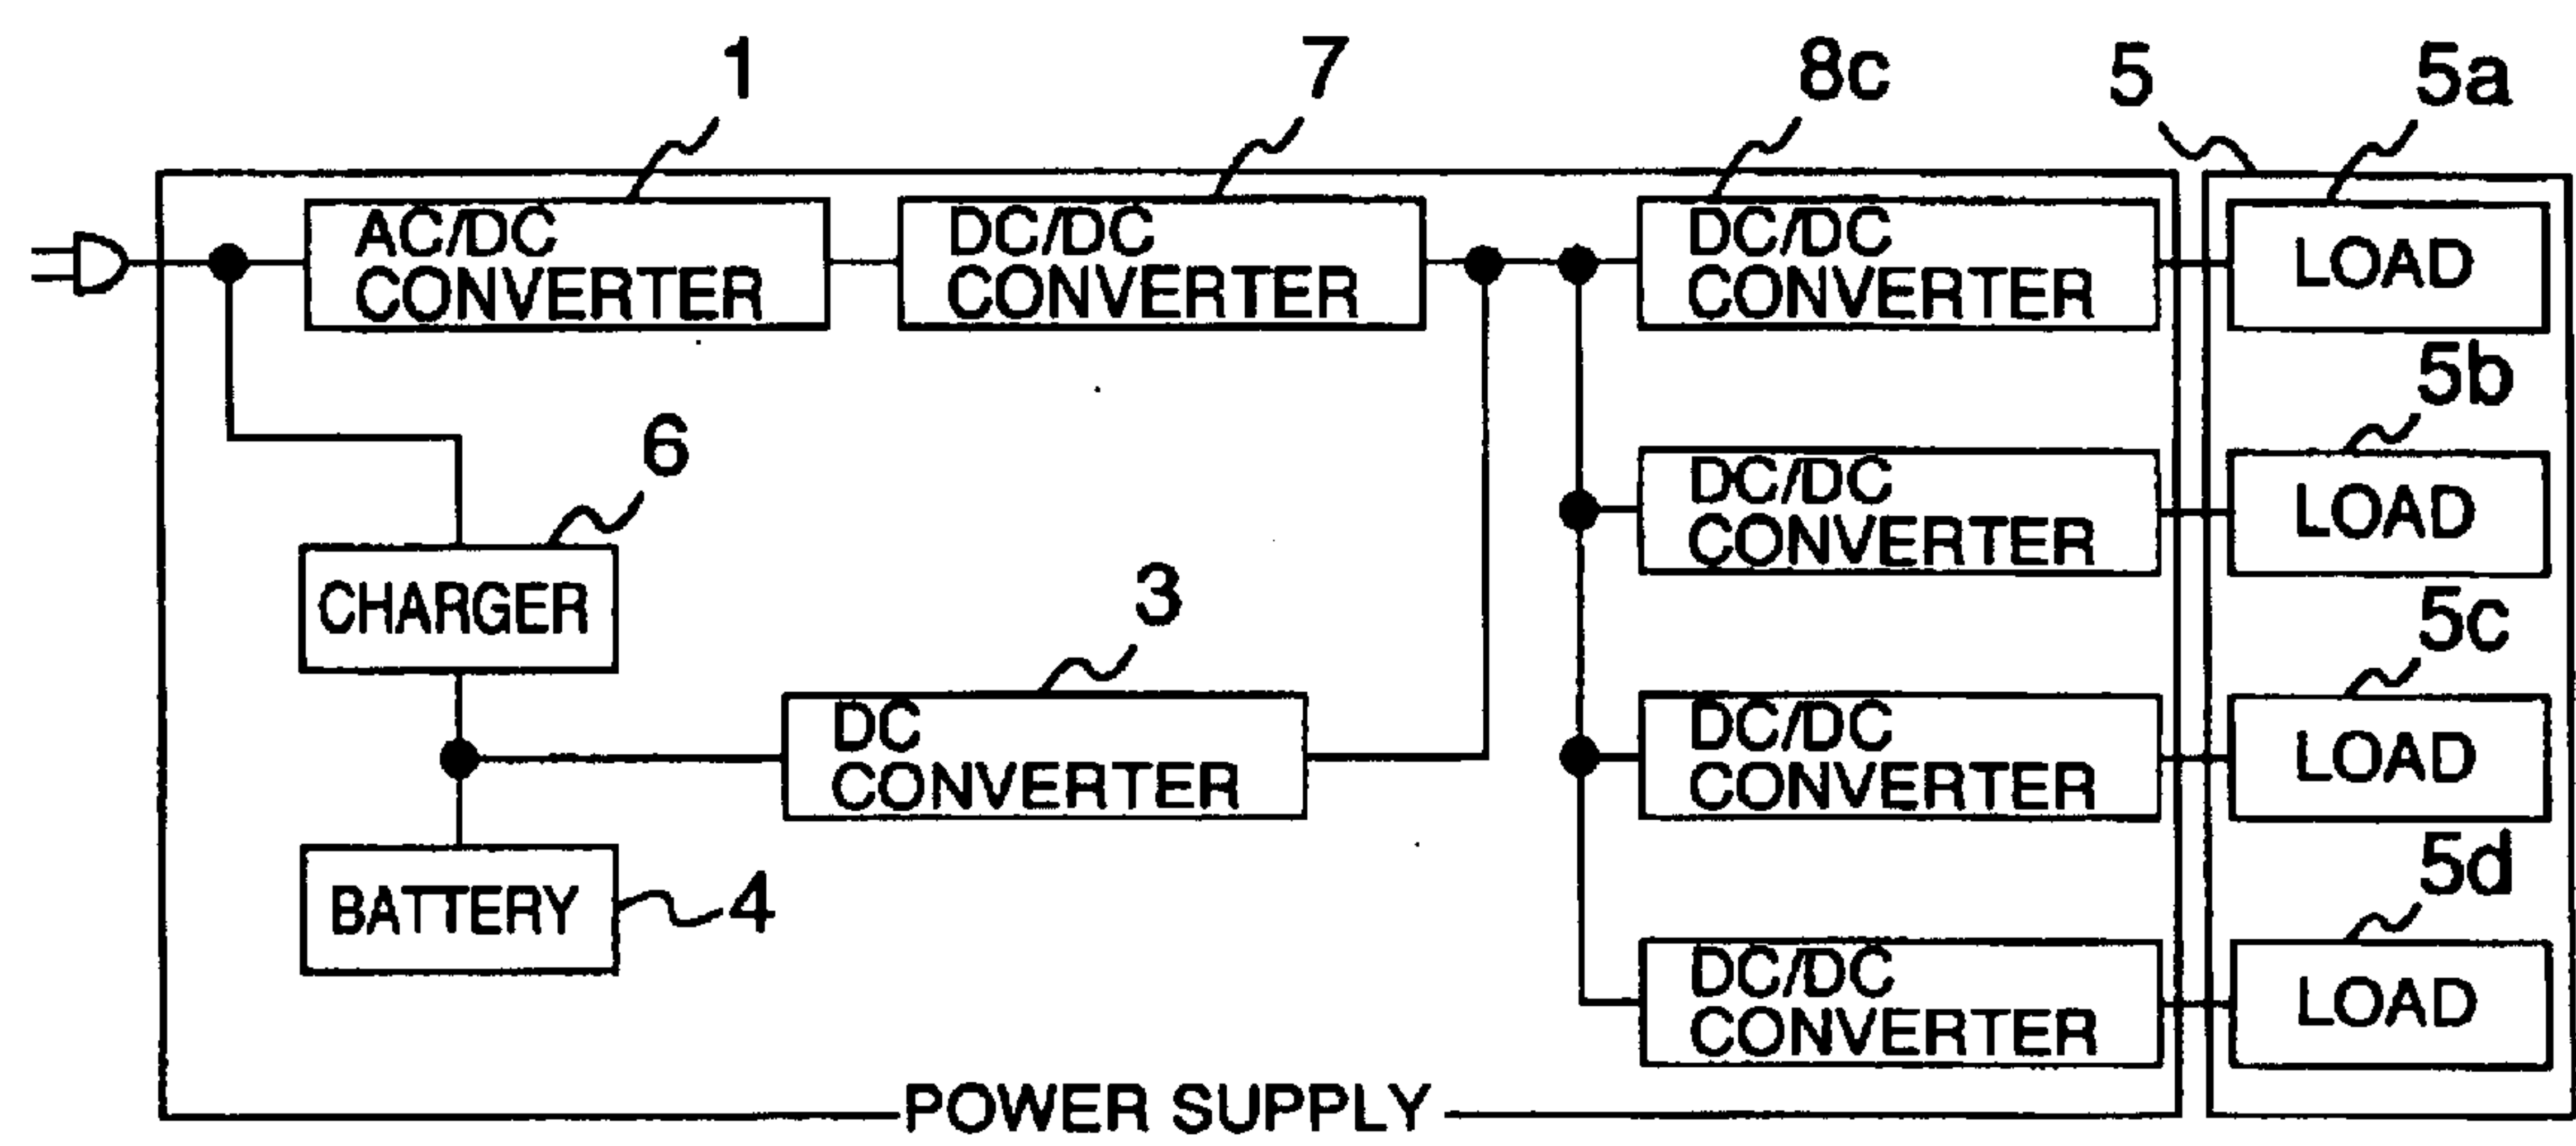 1
7
8c
5
5a
AC/DC
CONVERTER
DC/DC
CONVERTER
DC/DC
CONVERTER
LOAD
5b
6
DC/DC
CONVERTER
LOAD
CHARGER
3
5c
DC
CONVERTER
DC/DC
CONVERTER
LOAD
BATTERY
4
5d
DC/DC
CONVERTER
LOAD
POWER SUPPLY